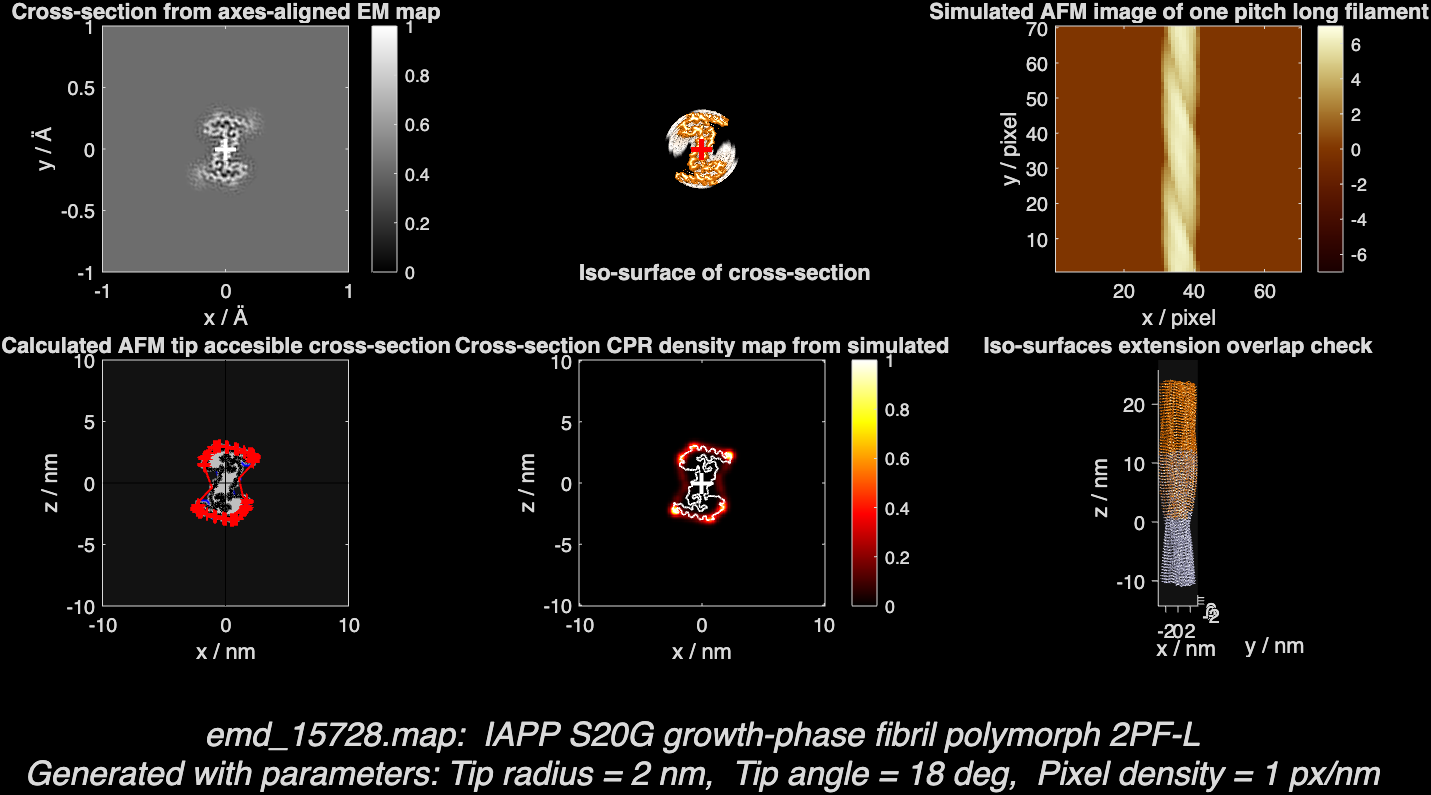 Cross-section from axes-aligned EM map
1
0.5
0
-0.5
-1
y / Ä
-1
0
1
x / Ä
1
0.8
0.6
0.4
0.2
0
Iso-surface of cross-section
Simulated AFM image of one pitch long filament
70
60
50
40
30
20
10
y / pixel
20
40
60
x / pixel
6
4
2
0
-2
-4
-6
Calculated AFM tip accesible cross-section
10
5
0
-5
-10
z / nm
-10
0
10
x / nm
Cross-section CPR density map from simulated
10
5
0
-5
-10
z / nm
-10
0
10
x / nm
1
0.8
0.6
0.4
0.2
0
Iso-surfaces extension overlap check
20
10
0
-10
z / nm
-2 0 2
x / nm
y / nm
emd_15728.map:  IAPP S20G growth-phase fibril polymorph 2PF-L
Generated with parameters: Tip radius = 2 nm,  Tip angle = 18 deg,  Pixel density = 1 px/nm